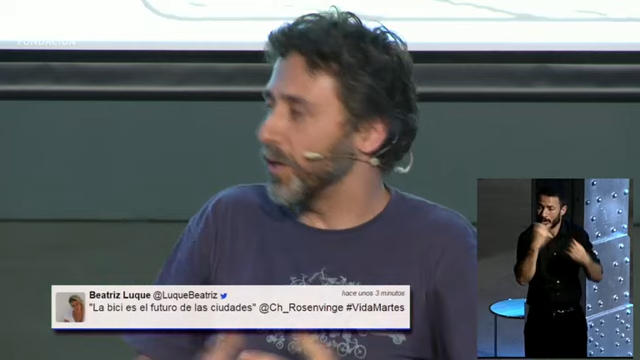 FUNDACIÓN
Beatriz Luque @LuqueBeatriz
hace unos 3 minutos
"La bici es el futuro de las ciudades" @Ch_Rosenvinge #VidaMartes